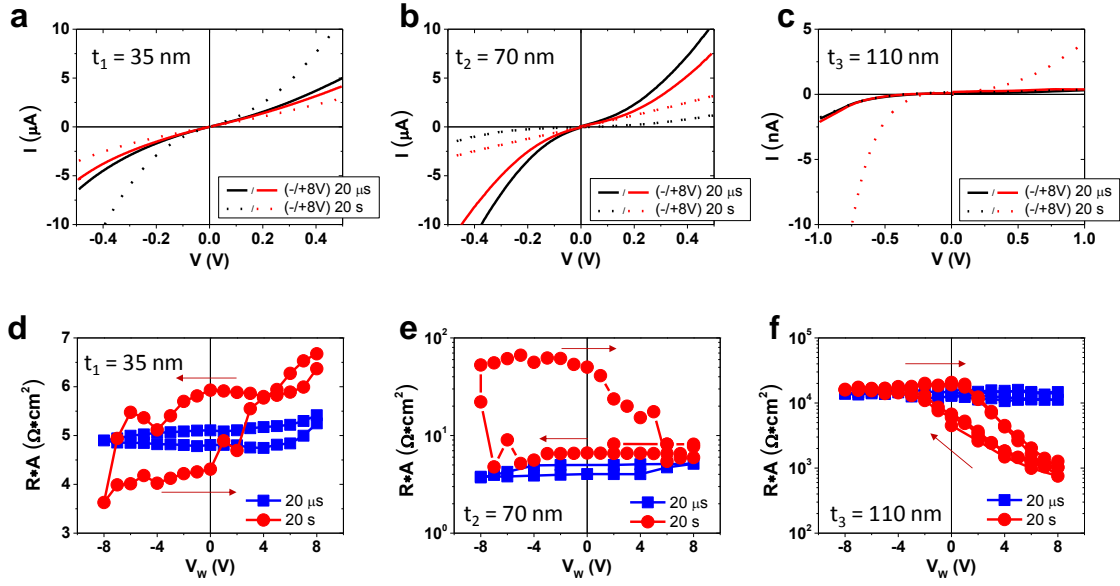 a
t₁ = 35 nm
I (μA)
10
5
0
-5
-10
-0.4
-0.2
0.0
0.2
0.4
V (V)
/ (-/+8V) 20 μs
/ (-/+8V) 20 s
b
t₂ = 70 nm
I (μA)
10
5
0
-5
-10
-0.4
-0.2
0.0
0.2
0.4
V (V)
/ (-/+8V) 20 μs
/ (-/+8V) 20 s
c
t₃ = 110 nm
I (nA)
5
0
-5
-10
-1.0
-0.5
0.0
0.5
1.0
V (V)
/ (-/+8V) 20 μs
/ (-/+8V) 20 s
d
t₁ = 35 nm
R*A (Ω*cm²)
7
6
5
4
3
-8
-4
0
4
8
V_W (V)
20 μs
20 s
e
R*A (Ω*cm²)
10²
10¹
10⁰
t₂ = 70 nm
-8
-4
0
4
8
V_W (V)
20 μs
20 s
f
R*A (Ω*cm²)
10⁵
10⁴
10³
10²
t₃ = 110 nm
-8
-4
0
4
8
V_W (V)
20 μs
20 s